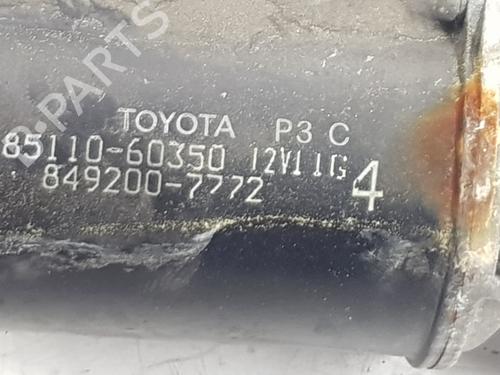 B-PARTS
TOYOTA P3 C
85110-60350 12V11G 4
849200-7772